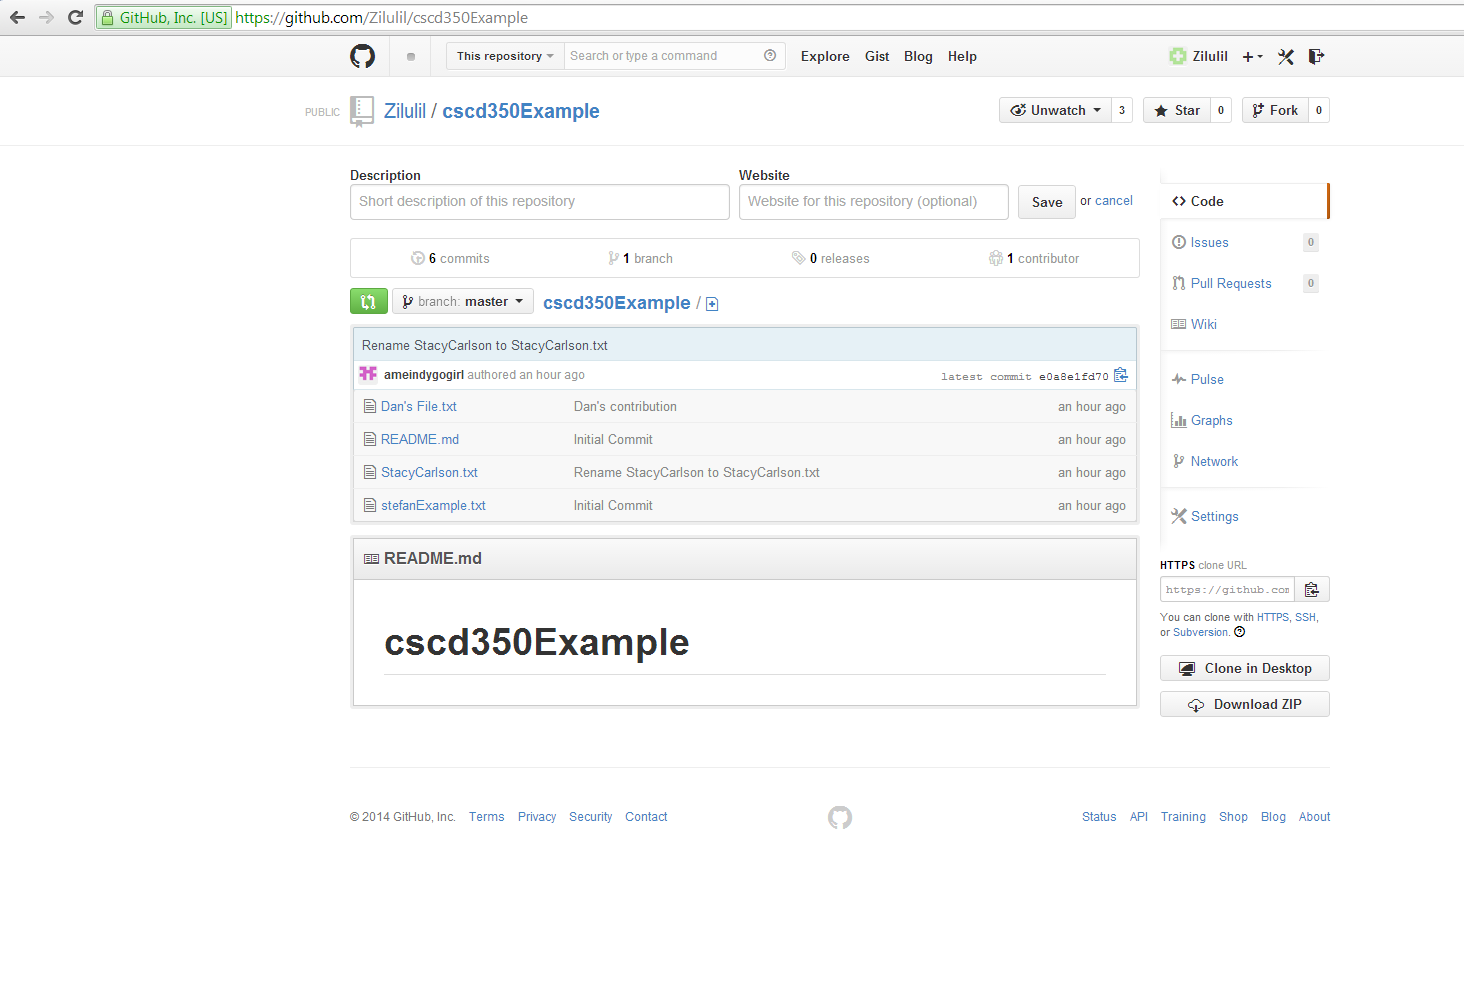 GitHub, Inc. [US] https://github.com/Zilulil/cscd350Example
This repository Search or type a command Explore Gist Blog Help Zilulil
PUBLIC Zilulil / cscd350Example Unwatch 3 Star 0 Fork 0
Description Website
Short description of this repository Website for this repository (optional) Save or cancel
6 commits 1 branch 0 releases 1 contributor
branch: master cscd350Example /
Rename StacyCarlson to StacyCarlson.txt
ameindygogirl authored an hour ago latest commit e0a8e1fd70
Dan's File.txt Dan's contribution an hour ago
README.md Initial Commit an hour ago
StacyCarlson.txt Rename StacyCarlson to StacyCarlson.txt an hour ago
stefanExample.txt Initial Commit an hour ago
README.md
cscd350Example
Code
Issues 0
Pull Requests 0
Wiki
Pulse
Graphs
Network
Settings
HTTPS clone URL
https://github.com
You can clone with HTTPS, SSH,
or Subversion.
Clone in Desktop
Download ZIP
© 2014 GitHub, Inc. Terms Privacy Security Contact Status API Training Shop Blog About